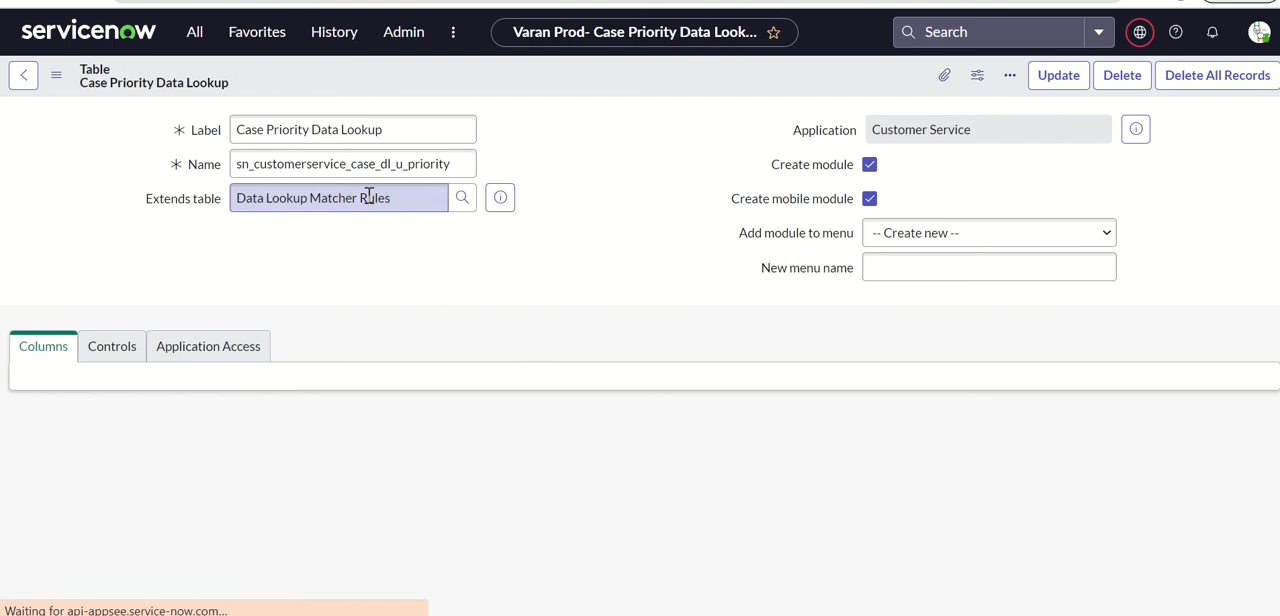 servicenow
All
Favorites
History
Admin
Varan Prod- Case Priority Data Look...
Search
Table
Case Priority Data Lookup
Update
Delete
Delete All Records
Label
Case Priority Data Lookup
Name
sn_customerservice_case_dl_u_priority
Extends table
Data Lookup Matcher Rules
Application
Customer Service
Create module
Create mobile module
Add module to menu
-- Create new --
New menu name
Columns
Controls
Application Access
Waiting for api-appsee.service-now.com...